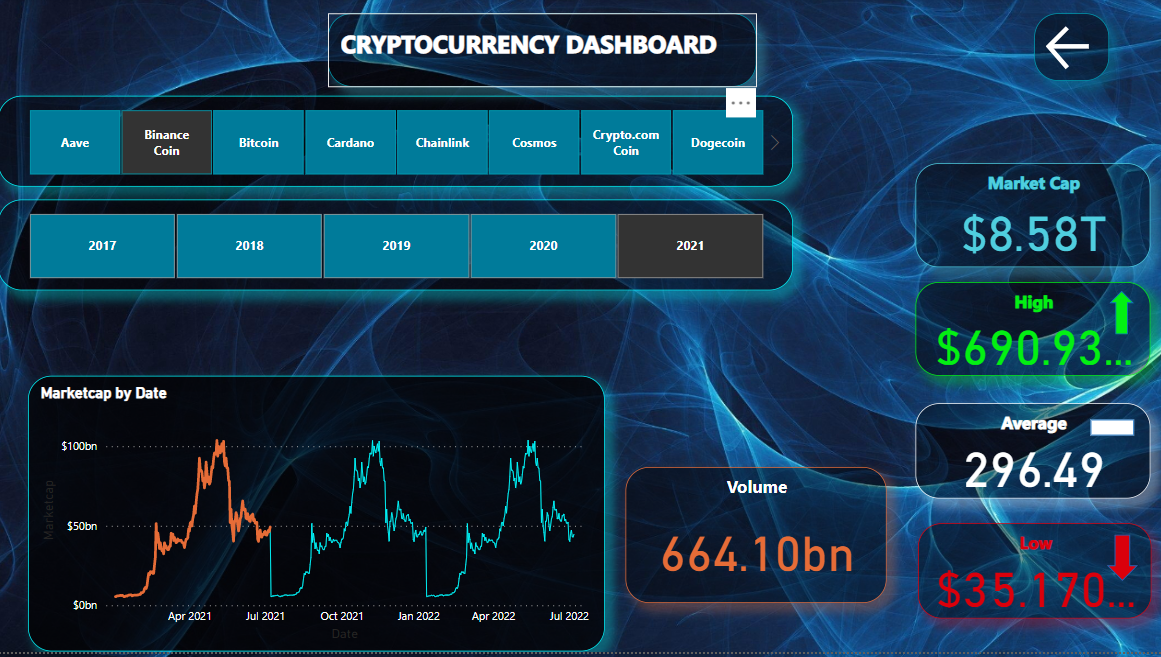 CRYPTOCURRENCY DASHBOARD
Aave
Binance
Coin
Bitcoin
Cardano
Chainlink
Cosmos
Crypto.com
Coin
Dogecoin
2017
2018
2019
2020
2021
Market Cap
$8.58T
High
$690.93...
Average
296.49
Low
$35.170...
Volume
664.10bn
Marketcap by Date
Marketcap
$100bn
$50bn
$0bn
Apr 2021
Jul 2021
Oct 2021
Jan 2022
Apr 2022
Jul 2022
Date